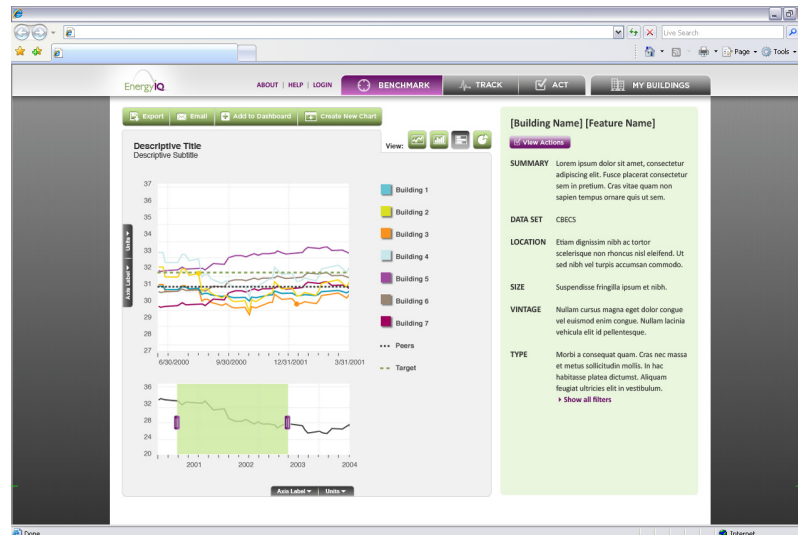 Live Search
Page Tools
EnergyIQ
ABOUT | HELP | LOGIN
BENCHMARK
TRACK
ACT
MY BUILDINGS
Export
Email
Add to Dashboard
Create New Chart
Descriptive Title
Descriptive Subtitle
View:
37
36
35
34
33
32
31
30
29
28
27
Axis Label Units
6/30/2000 9/30/2000 12/31/2001 3/31/2001
Building 1
Building 2
Building 3
Building 4
Building 5
Building 6
Building 7
Peers
Target
36
32
28
24
20
2001 2002 2003 2004
Axis Label | Units
[Building Name] [Feature Name]
View Actions
SUMMARY Lorem ipsum dolor sit amet, consectetur
adipiscing elit. Fusce placerat consectetur
sem in pretium. Cras vitae quam non
sapien tempus ornare quis ut sem.
DATA SET CBECS
LOCATION Etiam dignissim nibh ac tortor
scelerisque non rhoncus nisl eleifend. Ut
sed nibh vel turpis accumsan commodo.
SIZE Suspendisse fringilla ipsum et nibh.
VINTAGE Nullam cursus magna eget dolor congue
vel euismod enim congue. Nullam lacinia
vehicula elit id pellentesque.
TYPE Morbi a consequat quam. Cras nec massa
et metus sollicitudin mollis. In hac
habitasse platea dictumst. Aliquam
feugiat ultricies elit in vestibulum.
Show all filters
Done
Internet